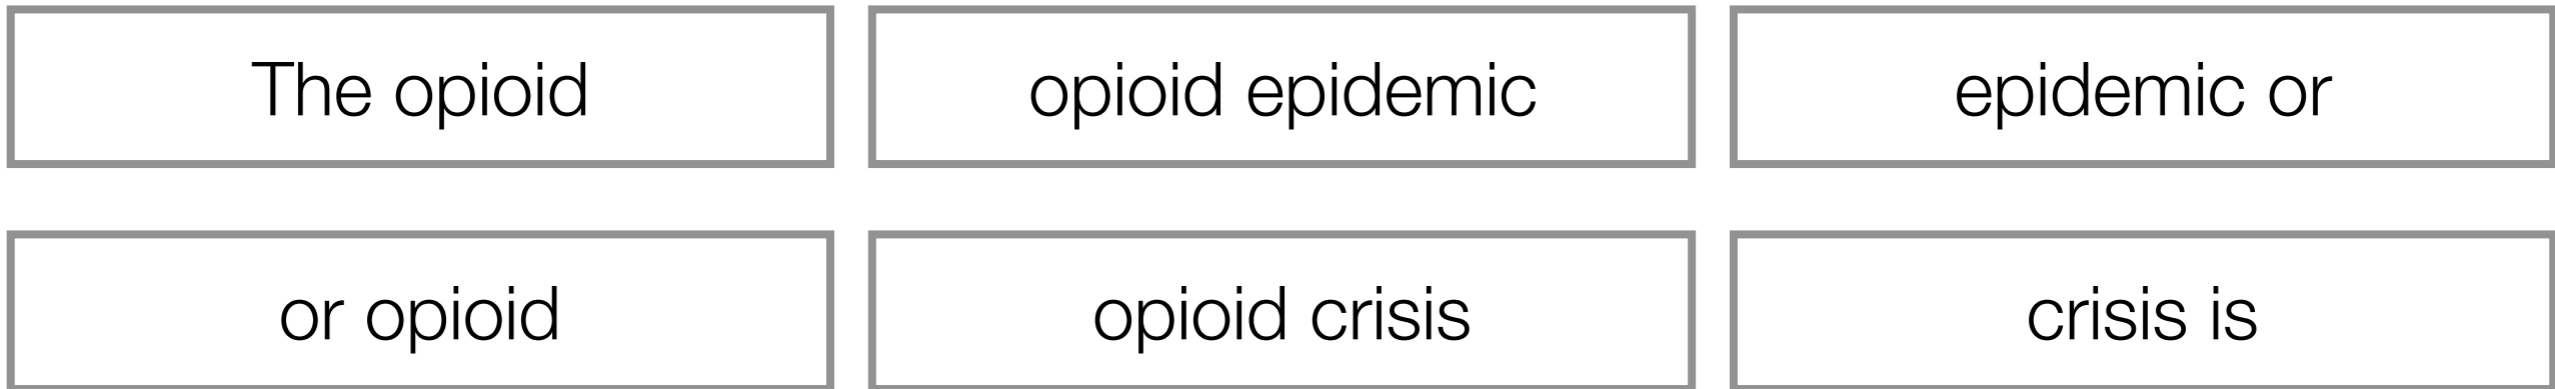 The opioid
opioid epidemic
epidemic or
or opioid
opioid crisis
crisis is